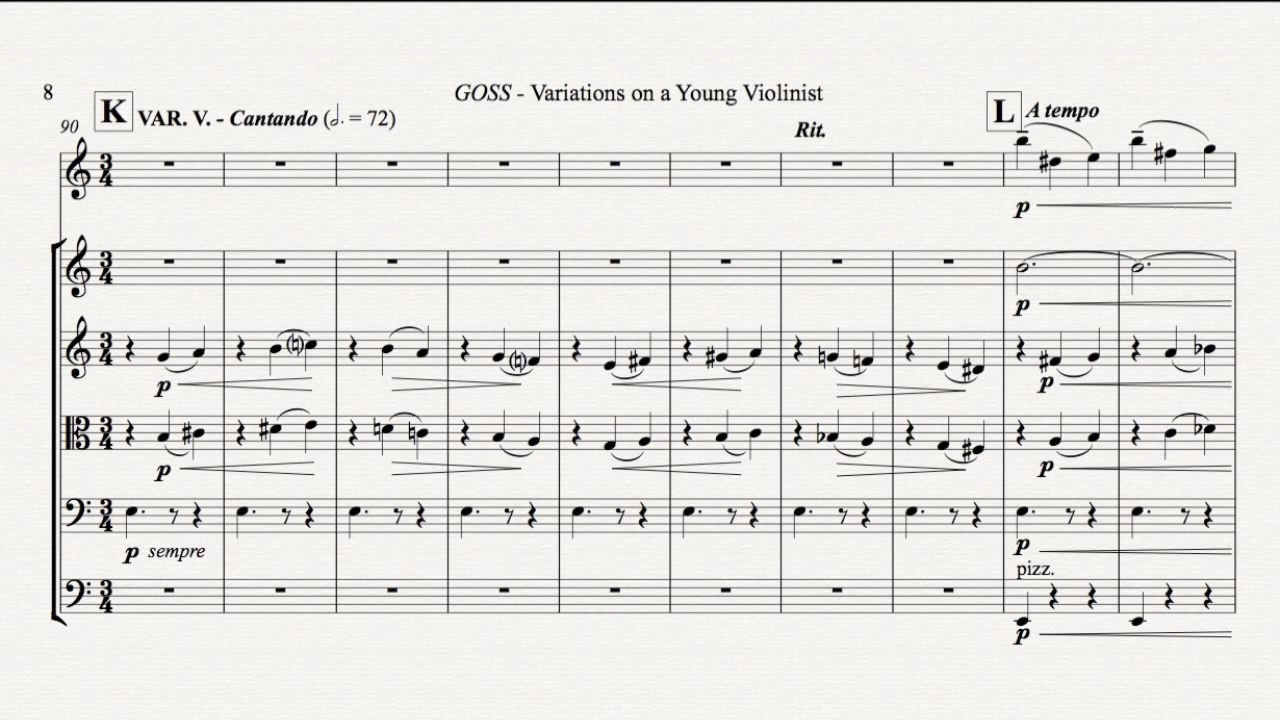 8
GOSS - Variations on a Young Violinist
90
K
VAR. V. - Cantando (𝅗𝅥. = 72)
Rit.
L
A tempo
p
p
p
p
p
p sempre
p
pizz.
p